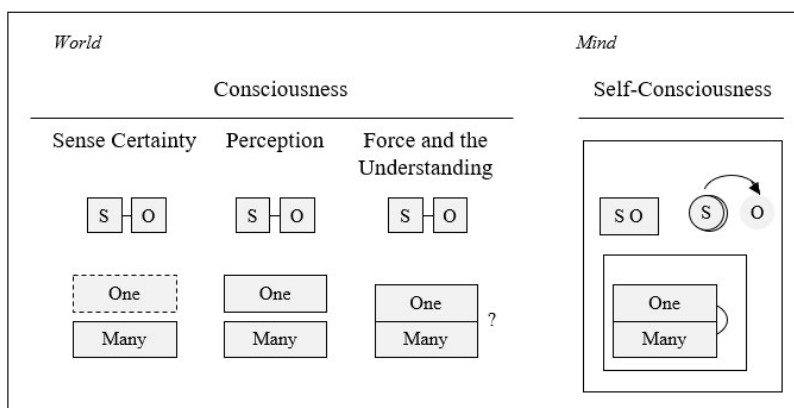 World
Mind
Consciousness
Self-Consciousness
Sense Certainty
Perception
Force and the
Understanding
S O
S O
S O
S O
S O
One
One
One
One
Many
Many
Many
?
Many